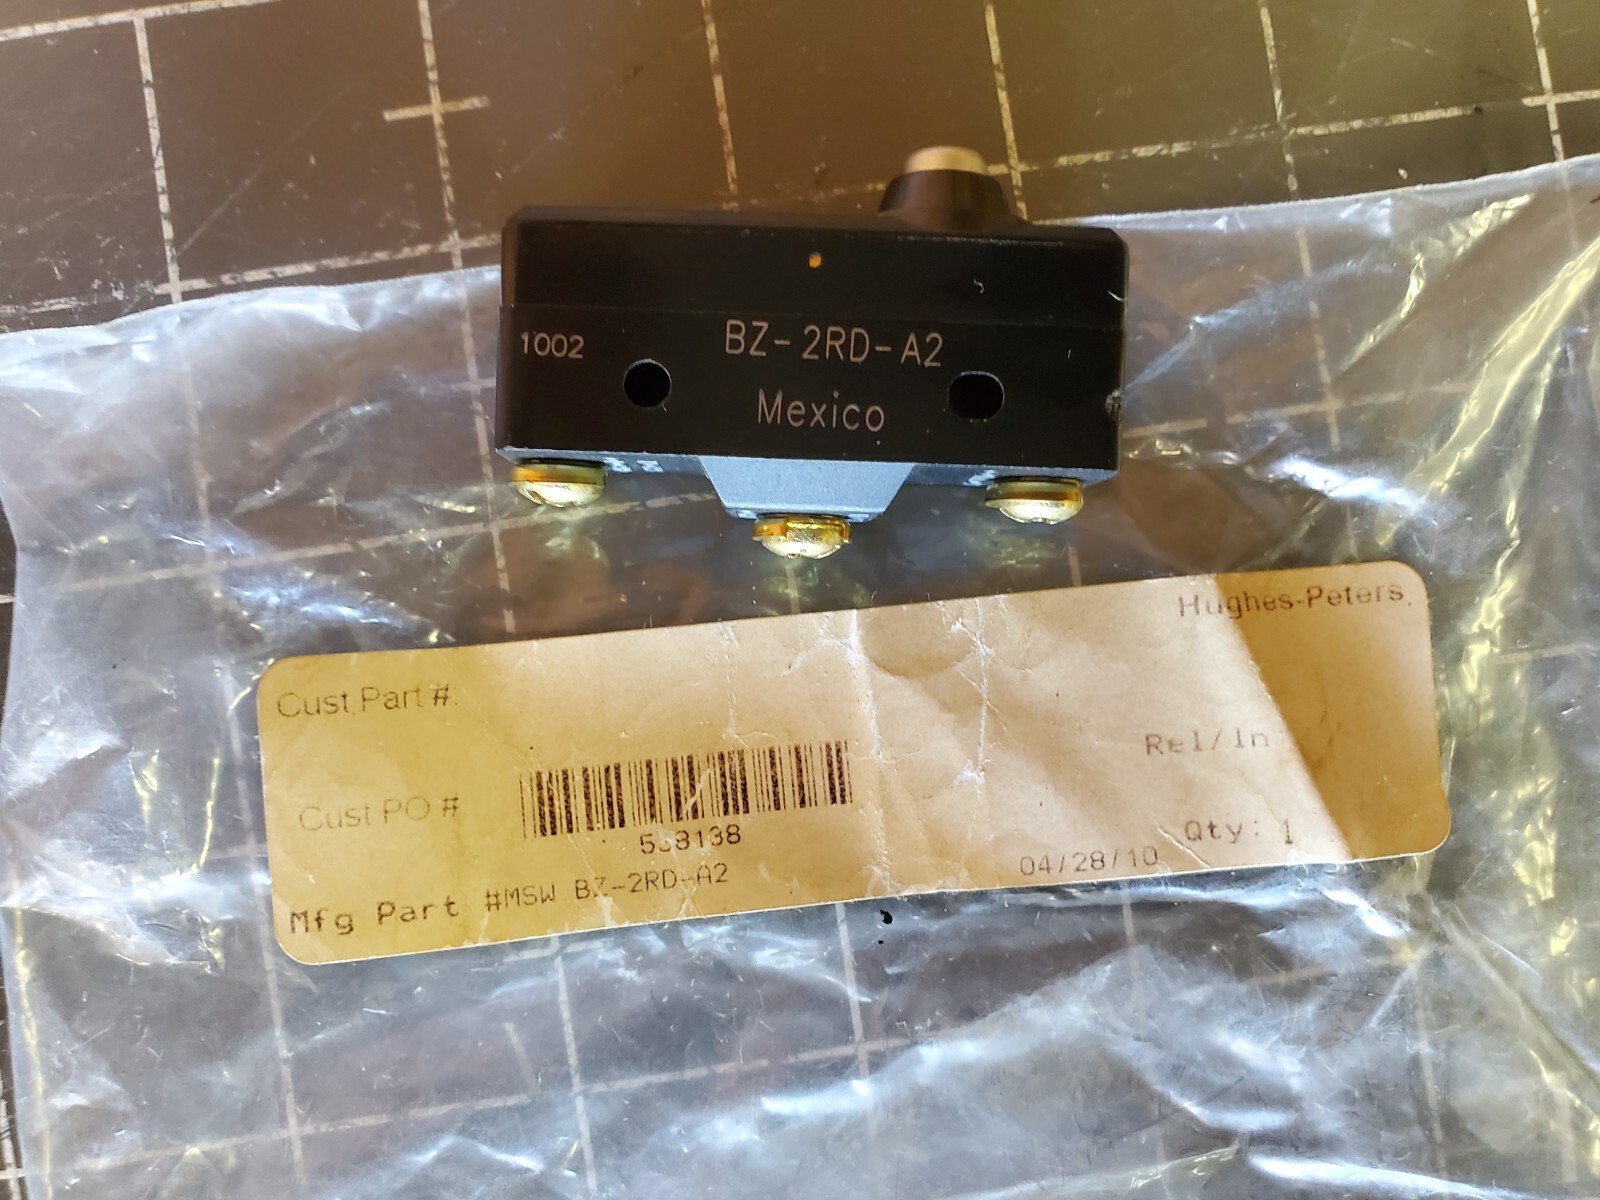 1002
BZ-2RD-A2
Mexico
Hughes-Peters
Cust Part #:
Rel/In
Cust PO #
Qty: 1
04/28/10
Mfg Part #MSW BZ-2RD-A2